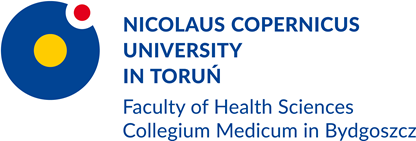 NICOLAUS COPERNICUS
UNIVERSITY
IN TORUŃ
Faculty of Health Sciences
Collegium Medicum in Bydgoszcz